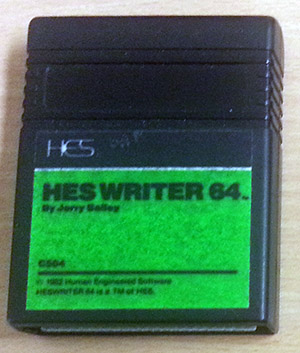 HES
HES WRITER 64™
By Jerry Bailey
C504
© 1982 Human Engineered Software
HESWRITER 64 is a TM of HES.